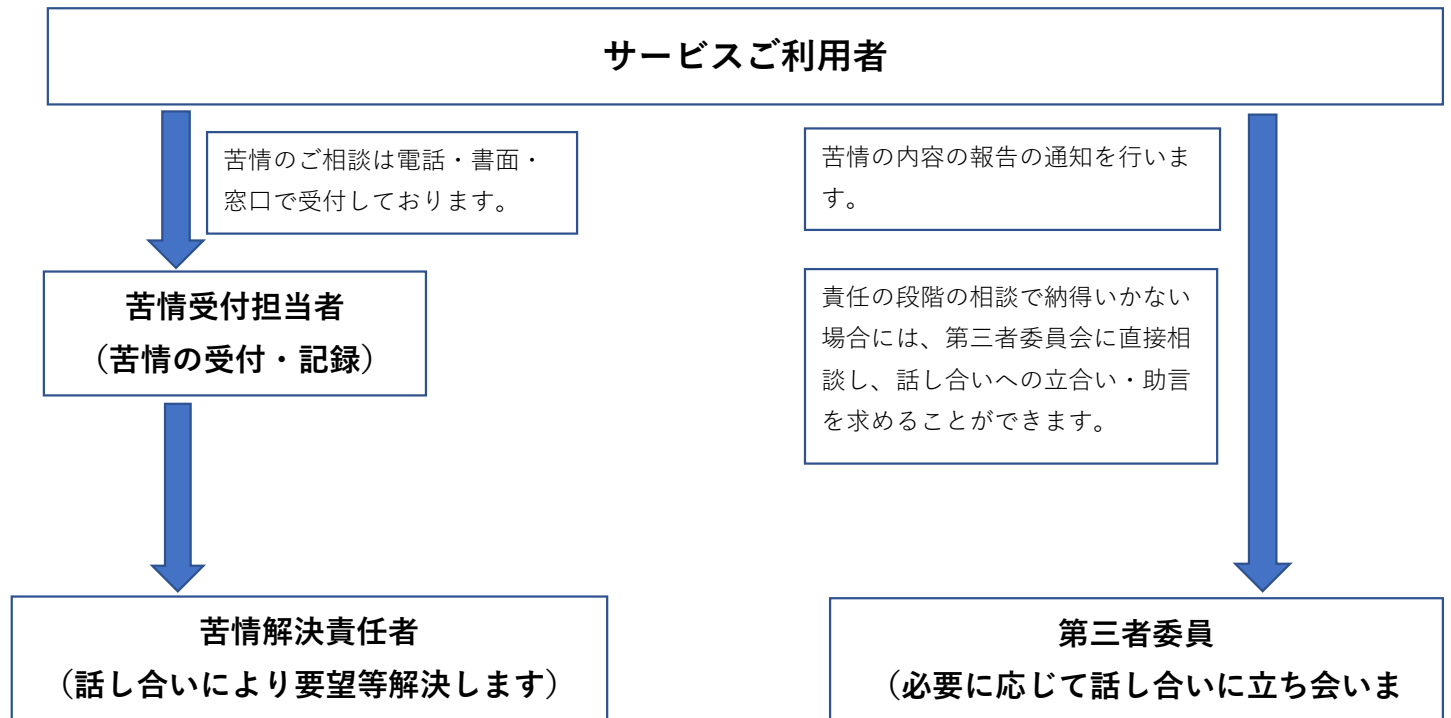 サービスご利用者
苦情のご相談は電話・書面・
窓口で受付しております。
苦情の内容の報告の通知を行いま
す。
苦情受付担当者
（苦情の受付・記録）
責任の段階の相談で納得いかない
場合には、第三者委員会に直接相
談し、話し合いへの立合い・助言
を求めることができます。
苦情解決責任者
（話し合いにより要望等解決します）
第三者委員
（必要に応じて話し合いに立ち会いま